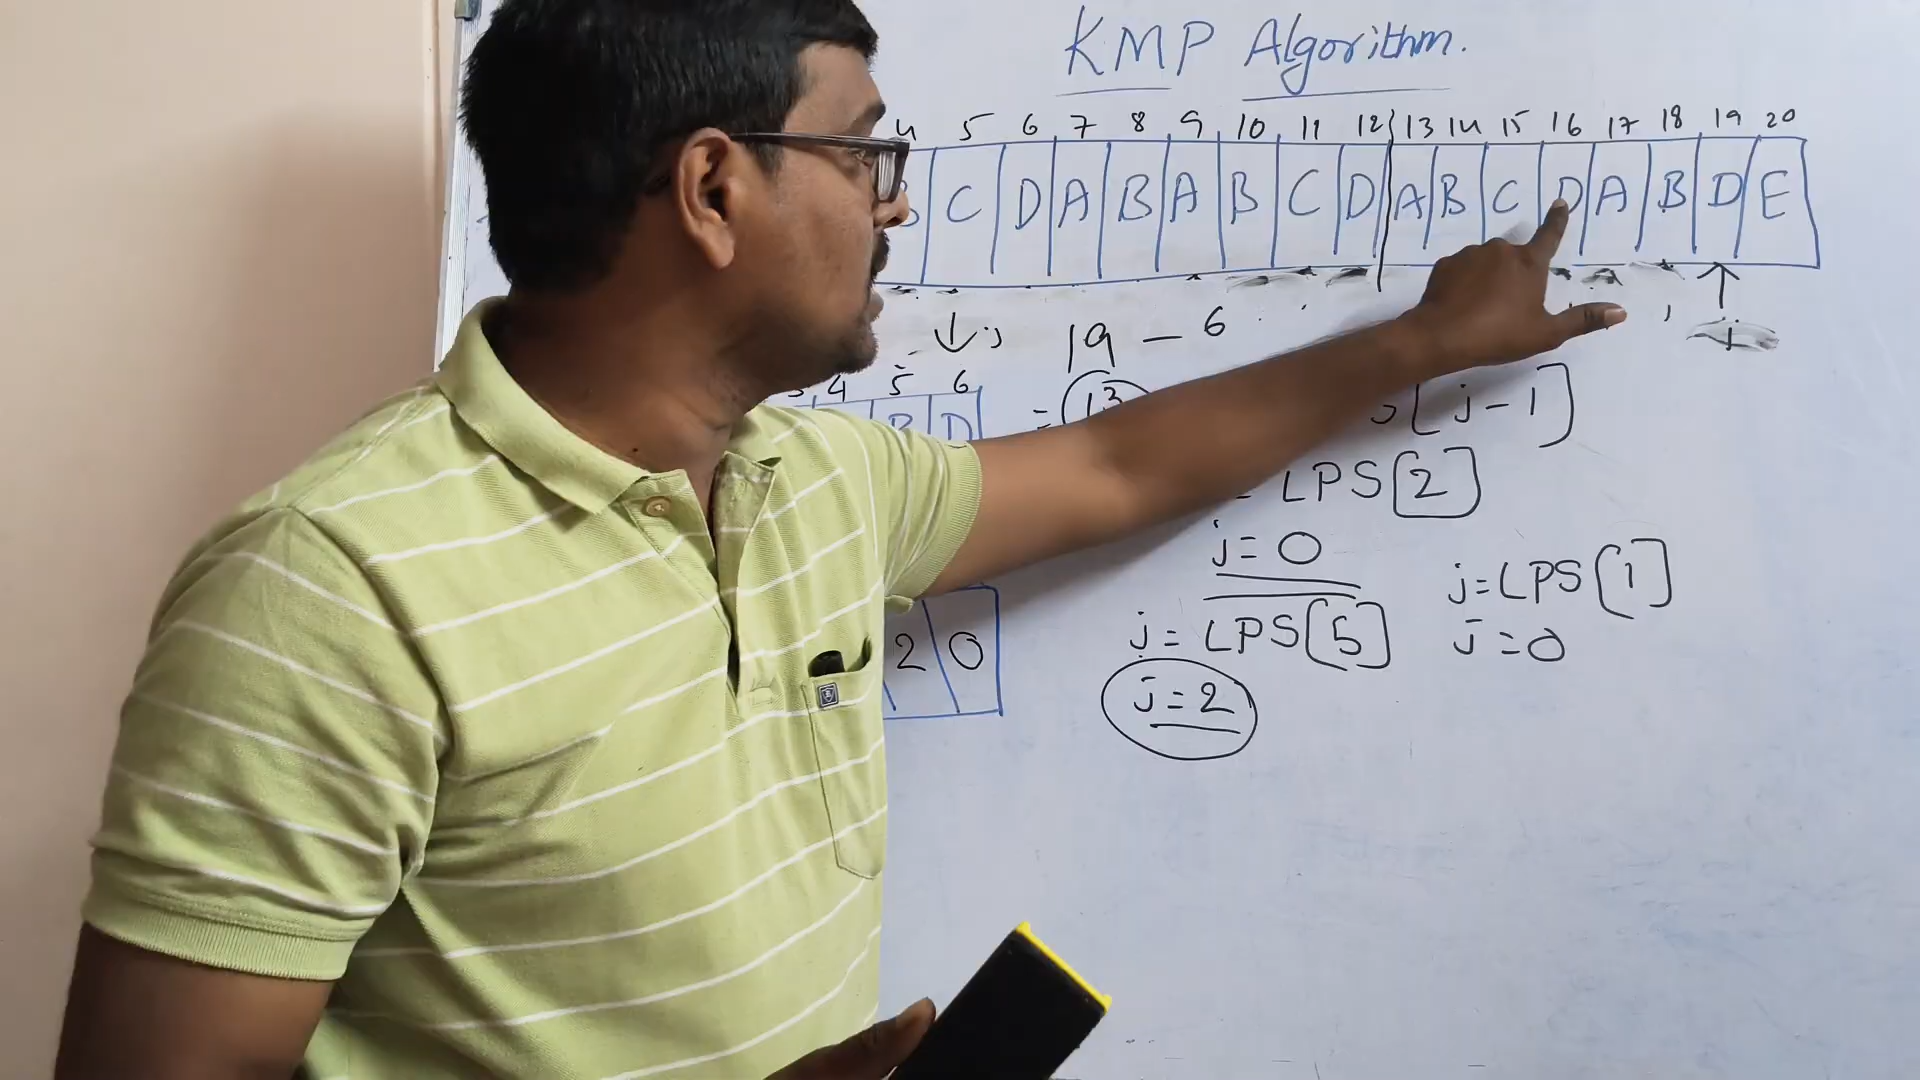 KMP Algorithm.
4 5 6 7 8 9 10 11 12 13 14 15 16 17 18 19 20
C D A B A B C D A B C D A B D E
j 19 - 6 i
3 4 5 6
= 13
B D
[j-1]
= LPS[2]
j=0
j=LPS[1]
j= LPS[5]
j=0
2 0
j=2